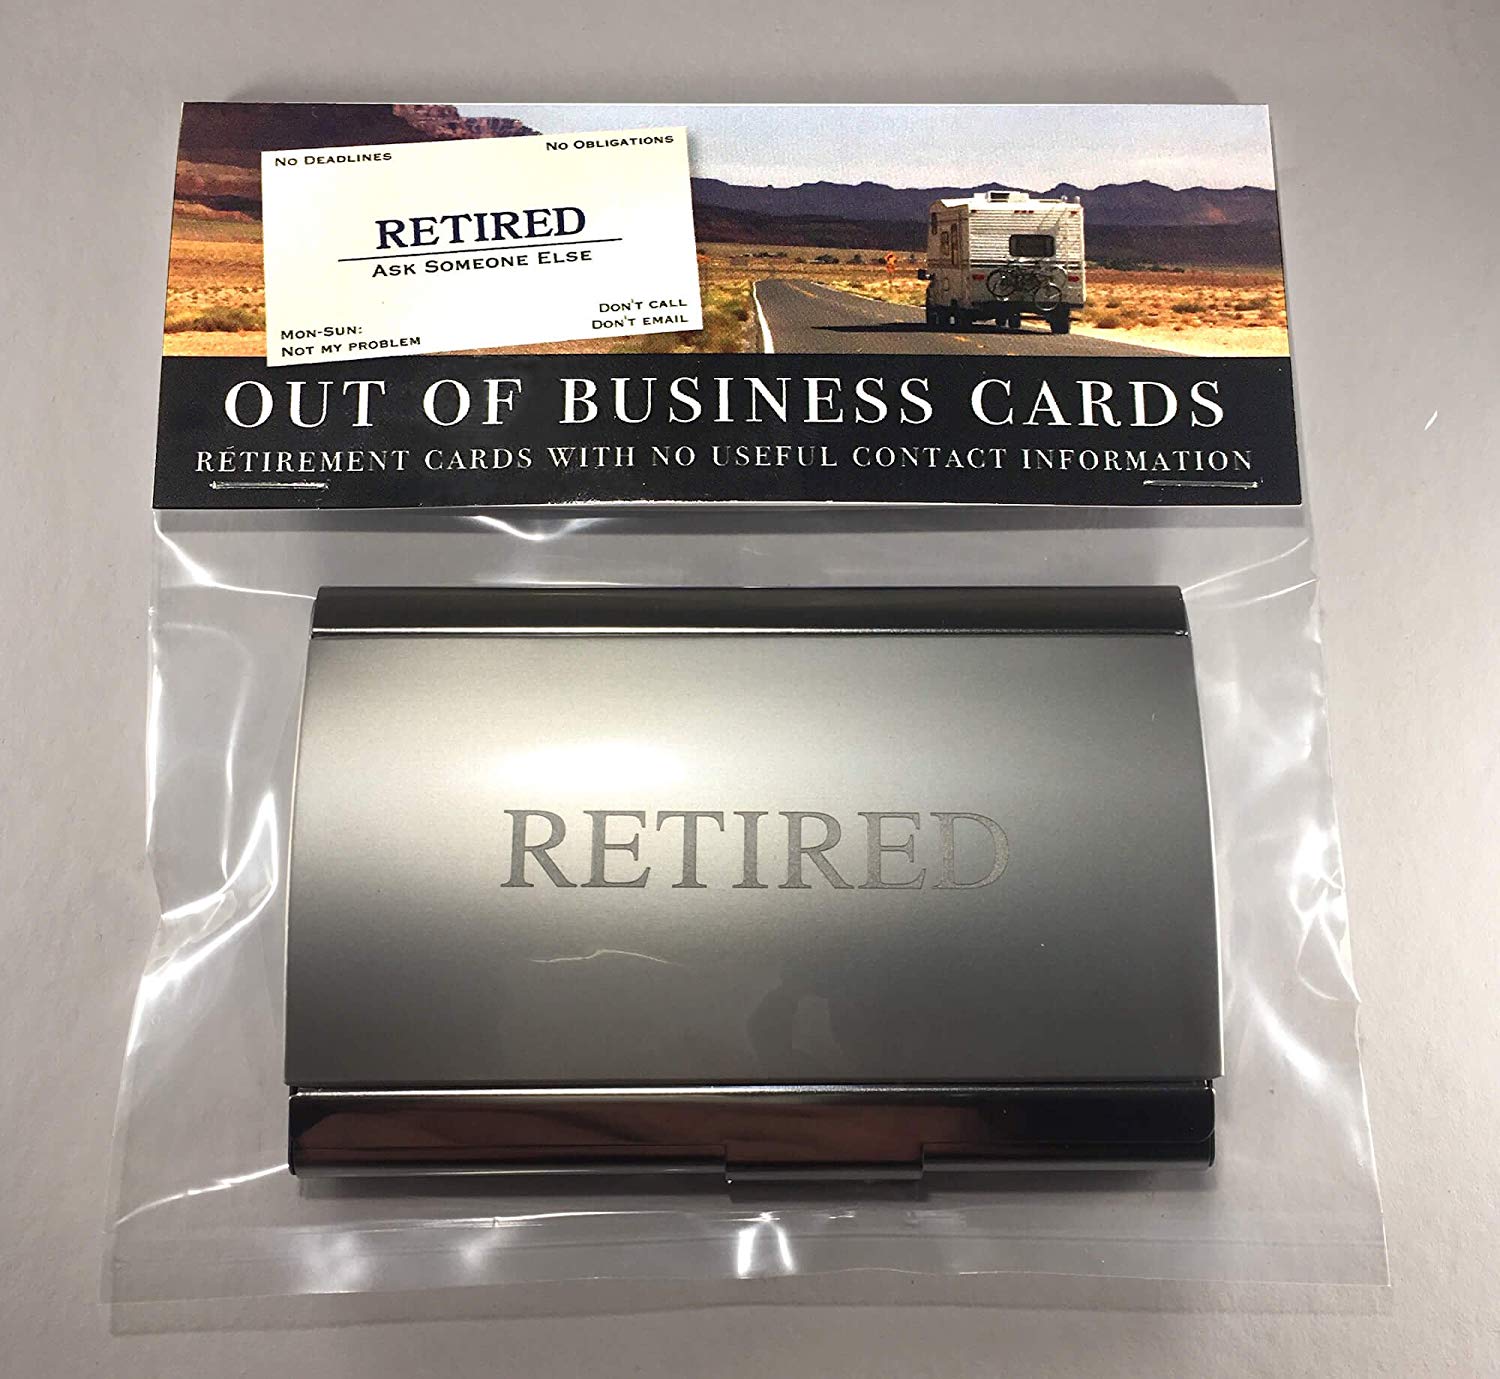 No Deadlines
No Obligations
RETIRED
Ask Someone Else
Mon-Sun:
Not my problem
Don't call
Don't email
OUT OF BUSINESS CARDS
RETIREMENT CARDS WITH NO USEFUL CONTACT INFORMATION
RETIRED